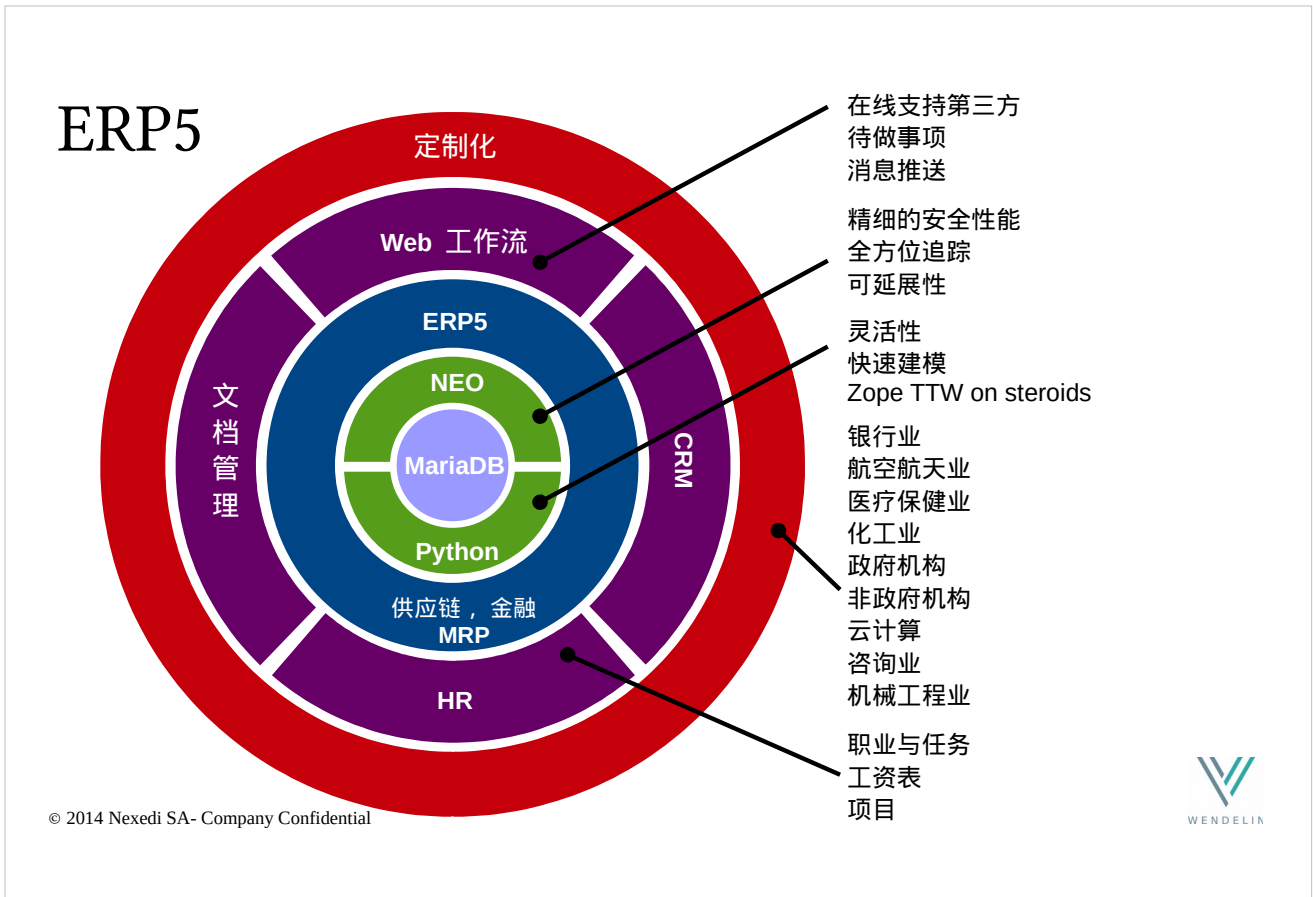 ERP5
定制化
Web 工作流
ERP5
NEO
文档管理
MariaDB
CRM
Python
供应链 ，金融
MRP
HR
在线支持第三方
待做事项
消息推送
精细的安全性能
全方位追踪
可延展性
灵活性
快速建模
Zope TTW on steroids
银行业
航空航天业
医疗保健业
化工业
政府机构
非政府机构
云计算
咨询业
机械工程业
职业与任务
工资表
项目
© 2014 Nexedi SA- Company Confidential
WENDELIN